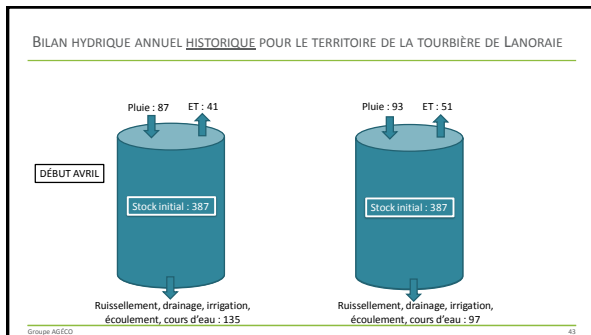 BILAN HYDRIQUE ANNUEL HISTORIQUE POUR LE TERRITOIRE DE LA TOURBIÈRE DE LANORAIE
Pluie : 87
ET : 41
Pluie : 93
ET : 51
DÉBUT AVRIL
Stock initial : 387
Stock initial : 387
Ruissellement, drainage, irrigation,
écoulement, cours d'eau : 135
Ruissellement, drainage, irrigation,
écoulement, cours d'eau : 97
Groupe AGÉCO
43